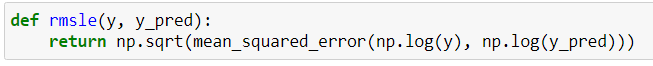 def rmsle(y, y_pred):
    return np.sqrt(mean_squared_error(np.log(y), np.log(y_pred)))